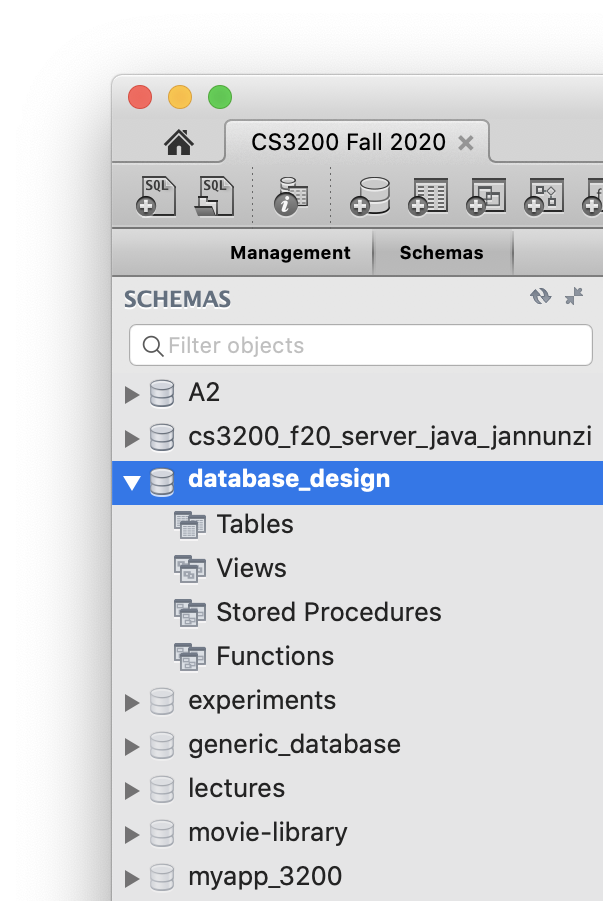 CS3200 Fall 2020
SQL SQL
Management Schemas
SCHEMAS
Filter objects
A2
cs3200_f20_server_java_jannunzi
database_design
Tables
Views
Stored Procedures
Functions
experiments
generic_database
lectures
movie-library
myapp_3200